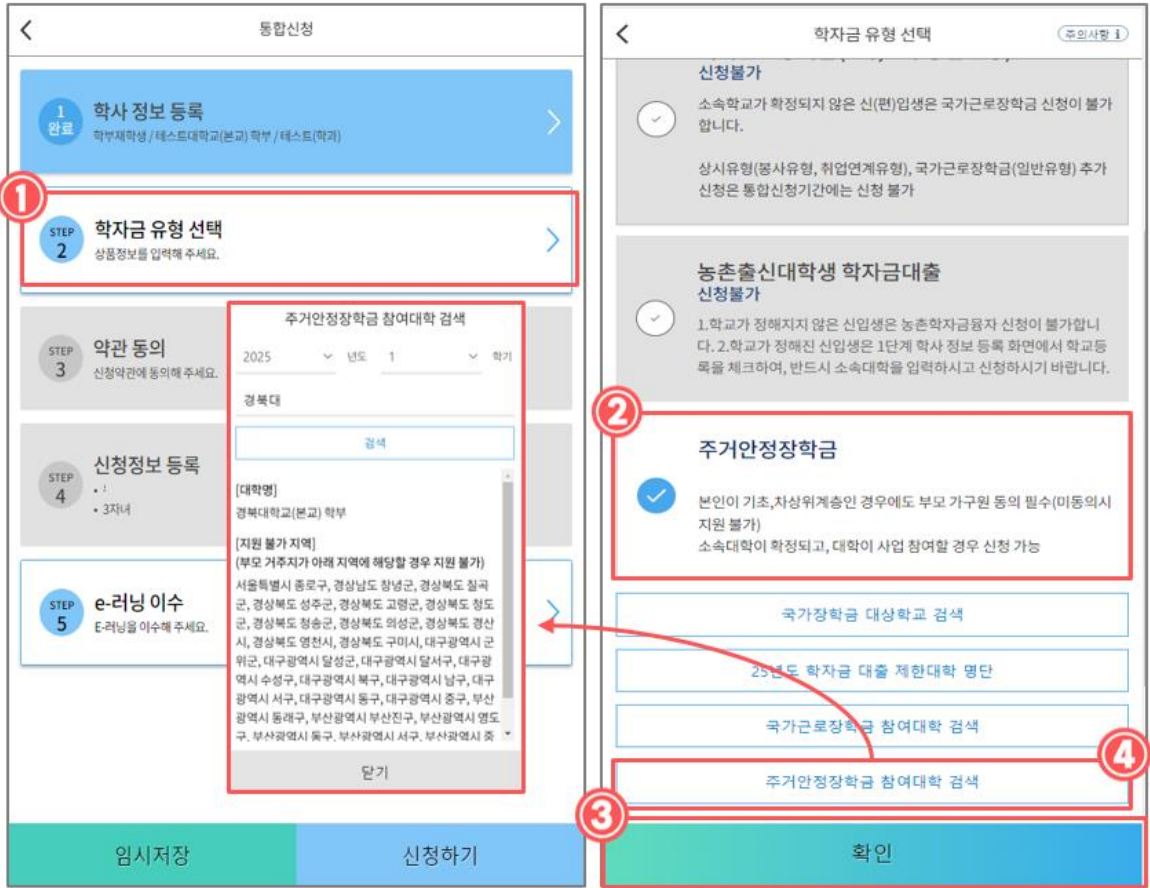 통합신청
1
완료
학사 정보 등록
학부재학생 / 테스트대학교(본교) 학부 / 테스트(학과)
①
STEP
2
학자금 유형 선택
상품정보를 입력해 주세요.
STEP
3
약관 동의
신청약관에 동의해 주세요.
STEP
4
신청정보 등록
• 3자녀
STEP
5
e-러닝 이수
E-러닝을 이수해 주세요.
주거안정장학금 참여대학 검색
2025 년도 1 학기
경북대
검색
[대학명]
경북대학교(본교) 학부
[지원 불가 지역]
(부모 거주지가 아래 지역에 해당할 경우 지원 불가)
서울특별시 종로구, 경상남도 창녕군, 경상북도 칠곡
군, 경상북도 성주군, 경상북도 고령군, 경상북도 청도
군, 경상북도 청송군, 경상북도 의성군, 경상북도 경산
시, 경상북도 영천시, 경상북도 구미시, 대구광역시 군
위군, 대구광역시 달성군, 대구광역시 달서구, 대구광
역시 수성구, 대구광역시 북구, 대구광역시 남구, 대구
광역시 서구, 대구광역시 동구, 대구광역시 중구, 부산
광역시 동래구, 부산광역시 부산진구, 부산광역시 영도
구, 부산광역시 동구, 부산광역시 서구, 부산광역시 중
닫기
임시저장
신청하기
학자금 유형 선택
주의사항 i
신청불가
소속학교가 확정되지 않은 신(편)입생은 국가근로장학금 신청이 불가
합니다.
상시유형(봉사유형, 취업연계유형), 국가근로장학금(일반유형) 추가
신청은 통합신청기간에는 신청 불가
농촌출신대학생 학자금대출
신청불가
1.학교가 정해지지 않은 신입생은 농촌학자금융자 신청이 불가합니
다. 2.학교가 정해진 신입생은 1단계 학사 정보 등록 화면에서 학교등
록을 체크하여, 반드시 소속대학을 입력하시고 신청하시기 바랍니다.
②
주거안정장학금
본인이 기초,차상위계층인 경우에도 부모 가구원 동의 필수(미동의시
지원 불가)
소속대학이 확정되고, 대학이 사업 참여할 경우 신청 가능
국가장학금 대상학교 검색
25년도 학자금 대출 제한대학 명단
국가근로장학금 참여대학 검색
④
주거안정장학금 참여대학 검색
③
확인